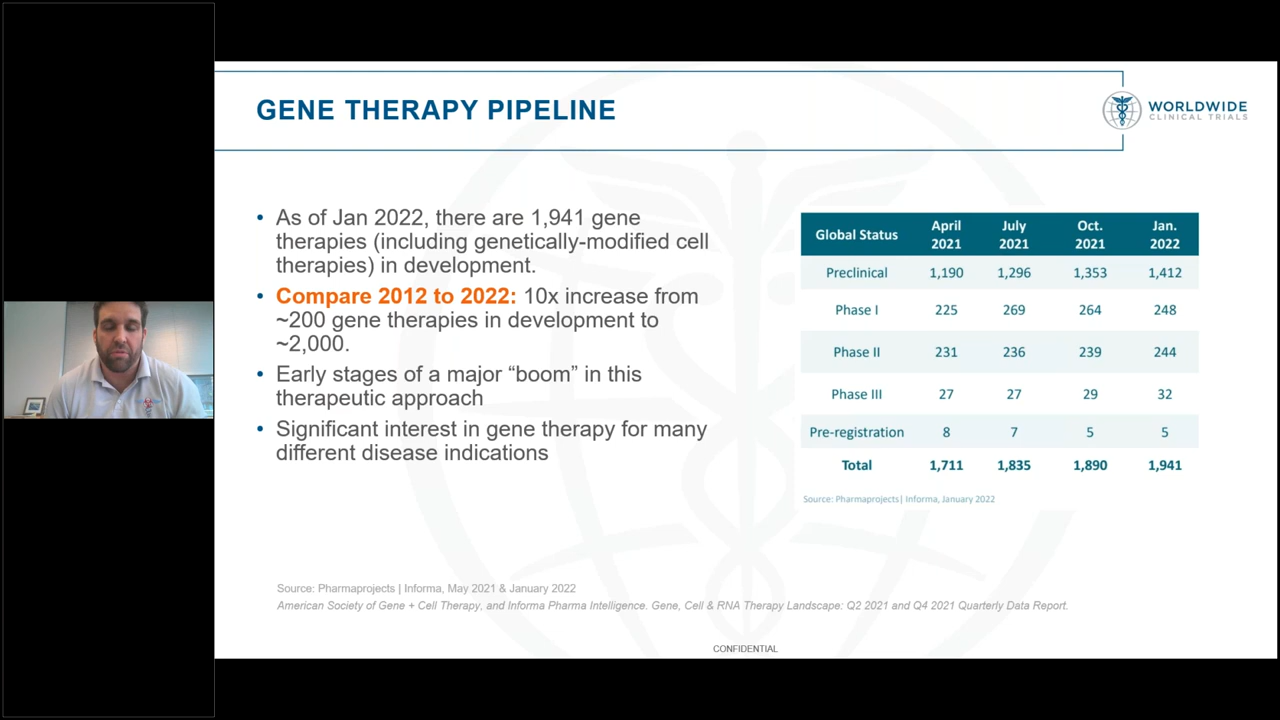 GENE THERAPY PIPELINE
WORLDWIDE
CLINICAL TRIALS
• As of Jan 2022, there are 1,941 gene
therapies (including genetically-modified cell
therapies) in development.
• Compare 2012 to 2022: 10x increase from
~200 gene therapies in development to
~2,000.
• Early stages of a major “boom” in this
therapeutic approach
• Significant interest in gene therapy for many
different disease indications
Global Status April 2021 July 2021 Oct. 2021 Jan. 2022
Preclinical 1,190 1,296 1,353 1,412
Phase I 225 269 264 248
Phase II 231 236 239 244
Phase III 27 27 29 32
Pre-registration 8 7 5 5
Total 1,711 1,835 1,890 1,941
Source: Pharmaprojects| Informa, January 2022
Source: Pharmaprojects | Informa, May 2021 & January 2022
American Society of Gene + Cell Therapy, and Informa Pharma Intelligence. Gene, Cell & RNA Therapy Landscape: Q2 2021 and Q4 2021 Quarterly Data Report.
CONFIDENTIAL